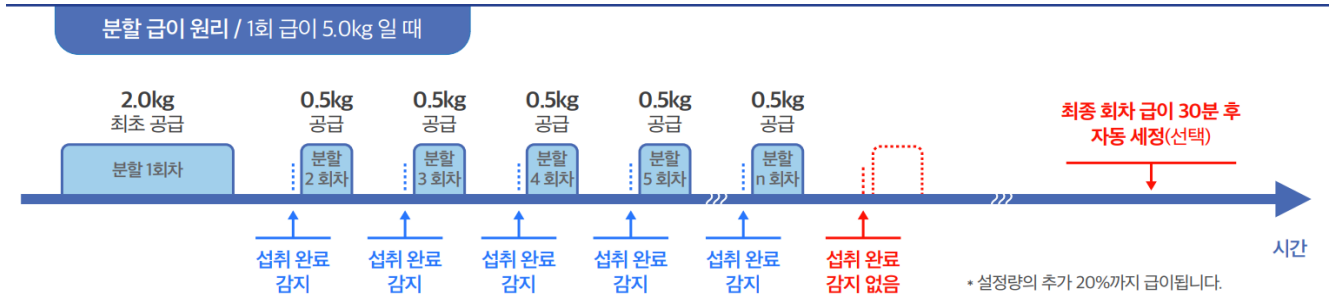 분할 급이 원리 / 1회 급이 5.0kg 일 때
2.0kg
최초 공급
0.5kg
공급
0.5kg
공급
0.5kg
공급
0.5kg
공급
0.5kg
공급
최종 회차 급이 30분 후
자동 세정(선택)
분할 1회차
분할
2 회차
분할
3 회차
분할
4 회차
분할
5 회차
분할
n 회차
섭취 완료
감지
섭취 완료
감지
섭취 완료
감지
섭취 완료
감지
섭취 완료
감지
섭취 완료
감지 없음
시간
* 설정량의 추가 20%까지 급이됩니다.